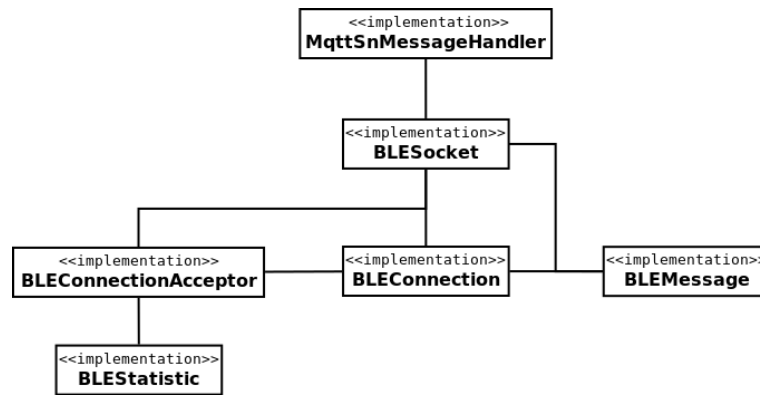 <<implementation>>
MqttSnMessageHandler
<<implementation>>
BLESocket
<<implementation>>
BLEConnectionAcceptor
<<implementation>>
BLEConnection
<<implementation>>
BLEMessage
<<implementation>>
BLEStatistic